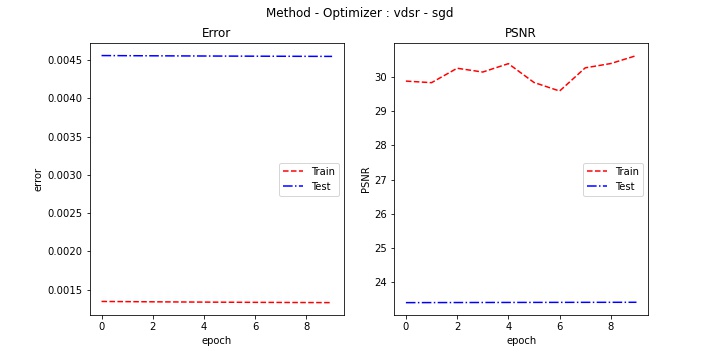 Method - Optimizer : vdsr - sgd
Error
0.0045
0.0040
0.0035
0.0030
0.0025
0.0020
0.0015
error
0 2 4 6 8
epoch
Train
Test
PSNR
30
29
28
27
26
25
24
PSNR
0 2 4 6 8
epoch
Train
Test